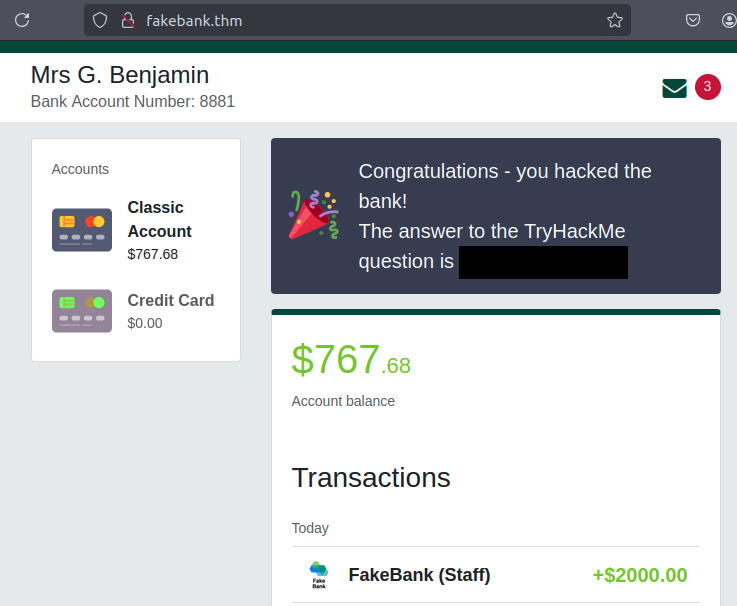 fakebank.thm
Mrs G. Benjamin
Bank Account Number: 8881
3
Accounts
Classic
Account
$767.68
Credit Card
$0.00
Congratulations - you hacked the
bank!
The answer to the TryHackMe
question is
$767.68
Account balance
Transactions
Today
Fake
Bank
FakeBank (Staff)
+$2000.00